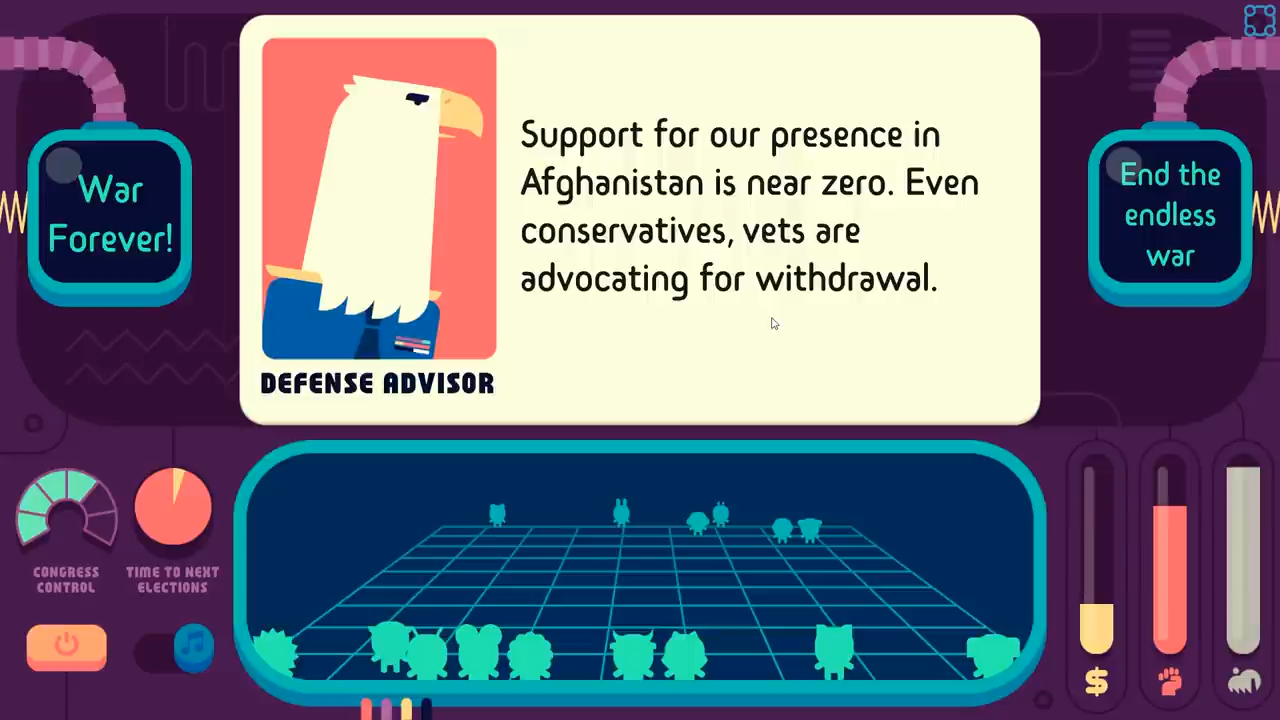 War
Forever!
Support for our presence in
Afghanistan is near zero. Even
conservatives, vets are
advocating for withdrawal.
End the
endless
war
DEFENSE ADVISOR
CONGRESS
CONTROL
TIME TO NEXT
ELECTIONS
$